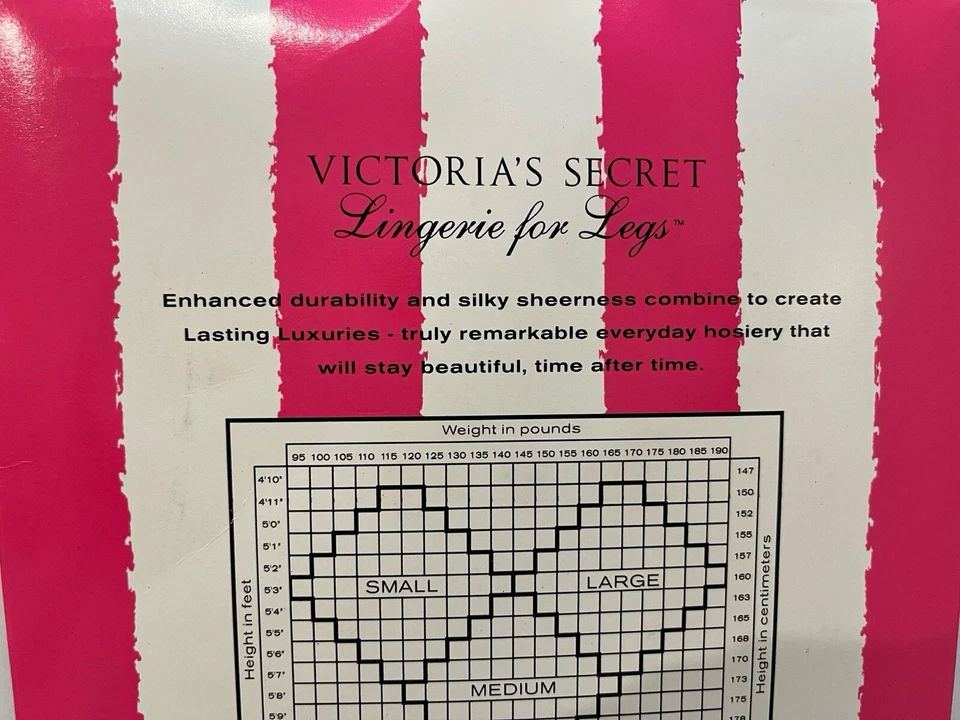 VICTORIA'S SECRET
Lingerie for Legs™
Enhanced durability and silky sheerness combine to create
Lasting Luxuries - truly remarkable everyday hosiery that
will stay beautiful, time after time.
Weight in pounds
95 100 105 110 115 120 125 130 135 140 145 150 155 160 165 170 175 180 185 190
4'10" 147
4'11" 150
5'0" 152
5'1" 155
5'2" 157
5'3" 160
5'4" 163
5'5" 165
5'6" 168
5'7" 170
5'8" 173
5'9" 175
178
Height in feet
Height in centimeters
SMALL
LARGE
MEDIUM